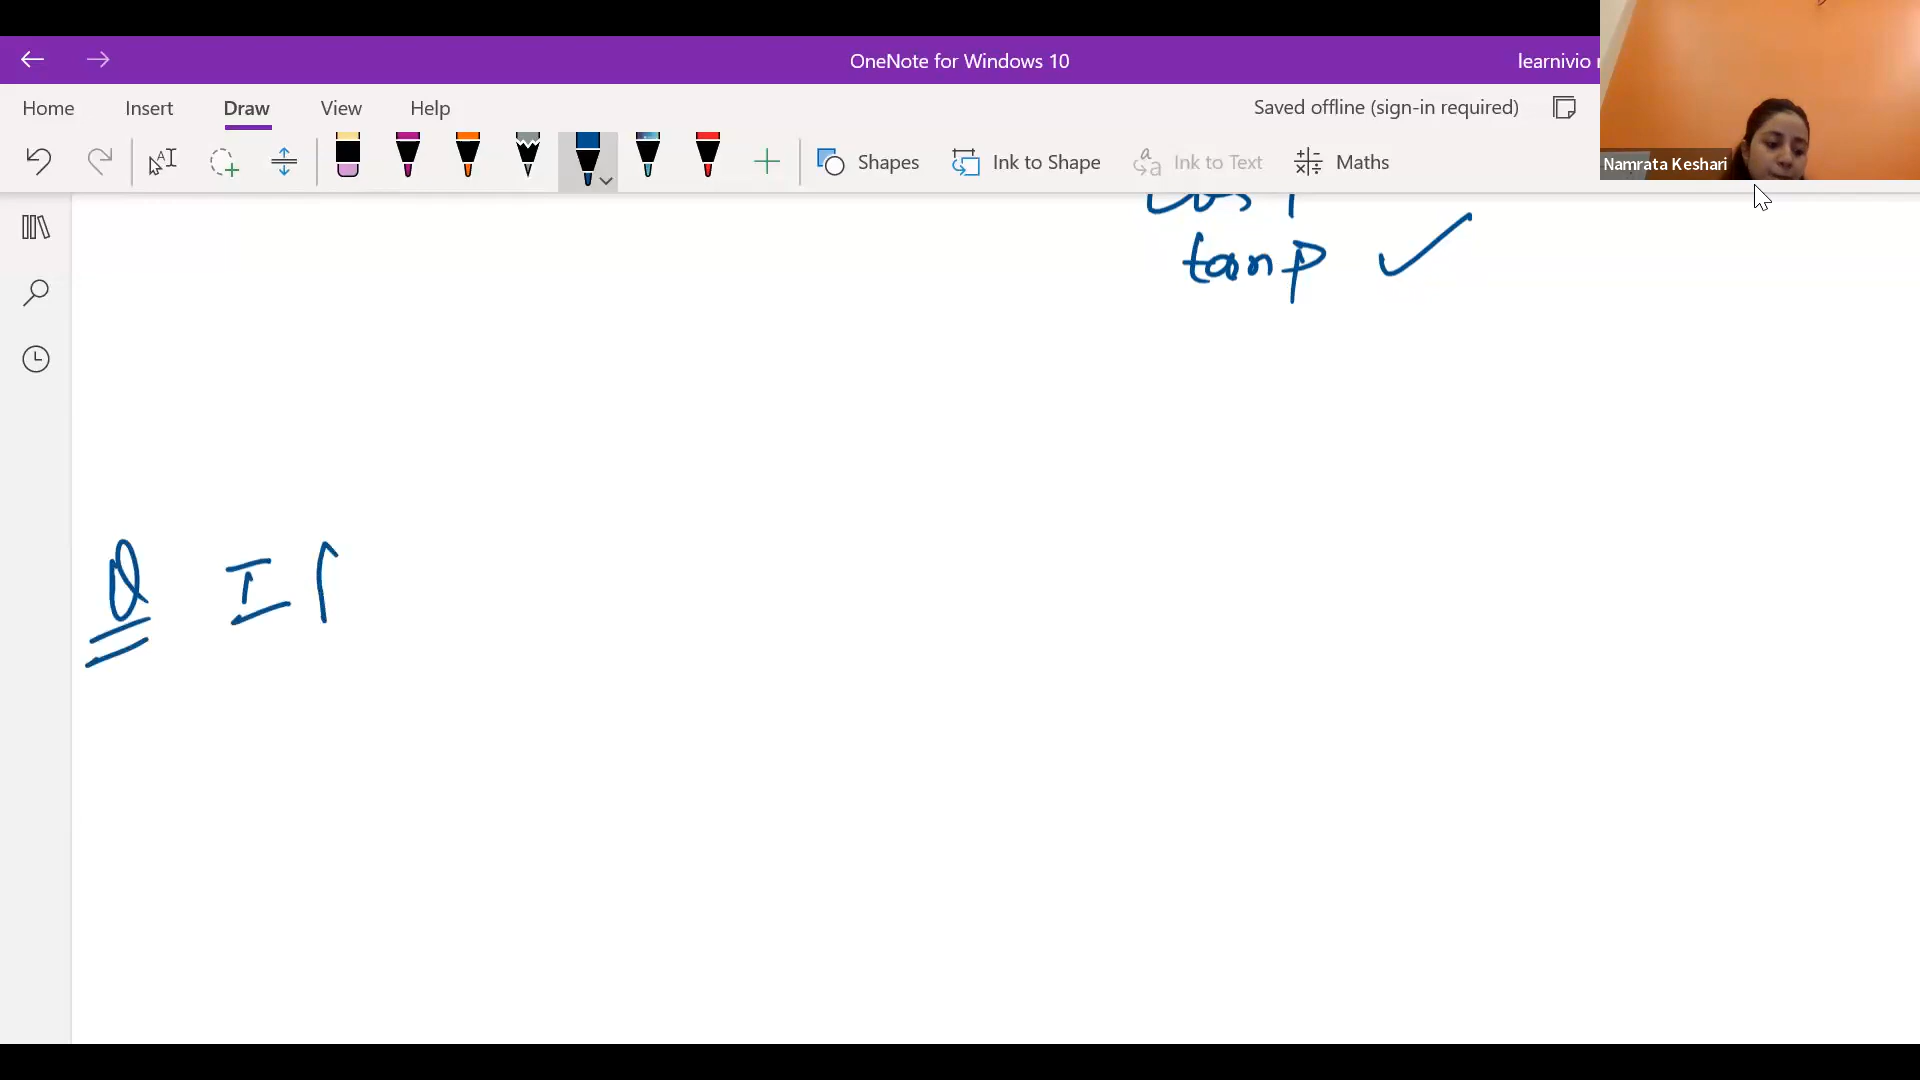 OneNote for Windows 10
learnivio
Home Insert Draw View Help
Saved offline (sign-in required)
Shapes Ink to Shape Ink to Text Maths
Namrata Keshari
tan P ✓
Q If